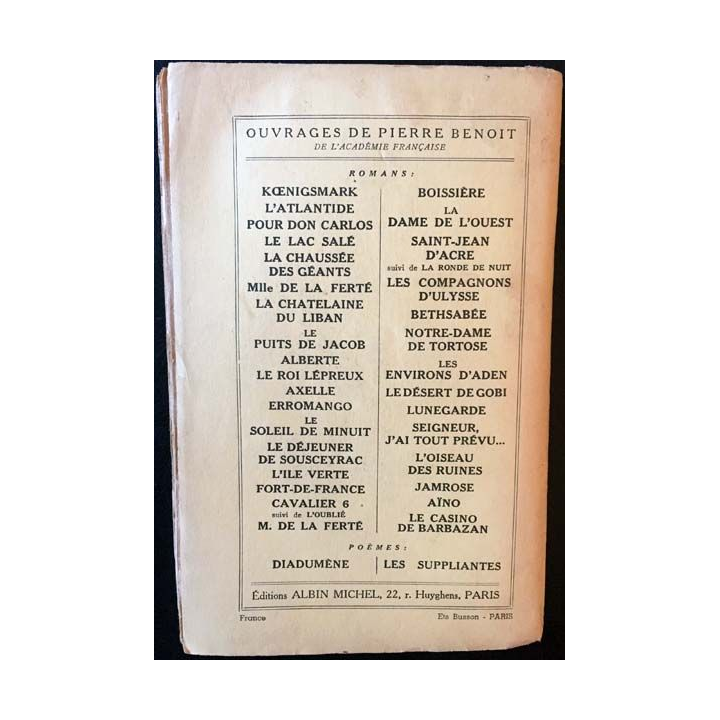 OUVRAGES DE PIERRE BENOIT
DE L'ACADÉMIE FRANÇAISE
ROMANS:
KŒNIGSMARK
L'ATLANTIDE
POUR DON CARLOS
LE LAC SALÉ
LA CHAUSSÉE
DES GÉANTS
Mlle DE LA FERTÉ
LA CHATELAINE
DU LIBAN
LE
PUITS DE JACOB
ALBERTE
LE ROI LÉPREUX
AXELLE
ERROMANGO
LE
SOLEIL DE MINUIT
LE DÉJEUNER
DE SOUSCEYRAC
L'ILE VERTE
FORT-DE-FRANCE
CAVALIER 6
suivi de L'OUBLIÉ
M. DE LA FERTÉ
BOISSIÈRE
LA
DAME DE L'OUEST
SAINT-JEAN
D'ACRE
suivi de LA RONDE DE NUIT
LES COMPAGNONS
D'ULYSSE
BETHSABÉE
NOTRE-DAME
DE TORTOSE
LES
ENVIRONS D'ADEN
LE DÉSERT DE GOBI
LUNEGARDE
SEIGNEUR,
J'AI TOUT PRÉVU...
L'OISEAU
DES RUINES
JAMROSE
AÏNO
LE CASINO
DE BARBAZAN
POÈMES:
DIADUMÈNE
LES SUPPLIANTES
Éditions ALBIN MICHEL, 22, r. Huyghens, PARIS
France
Ets Busson - PARIS